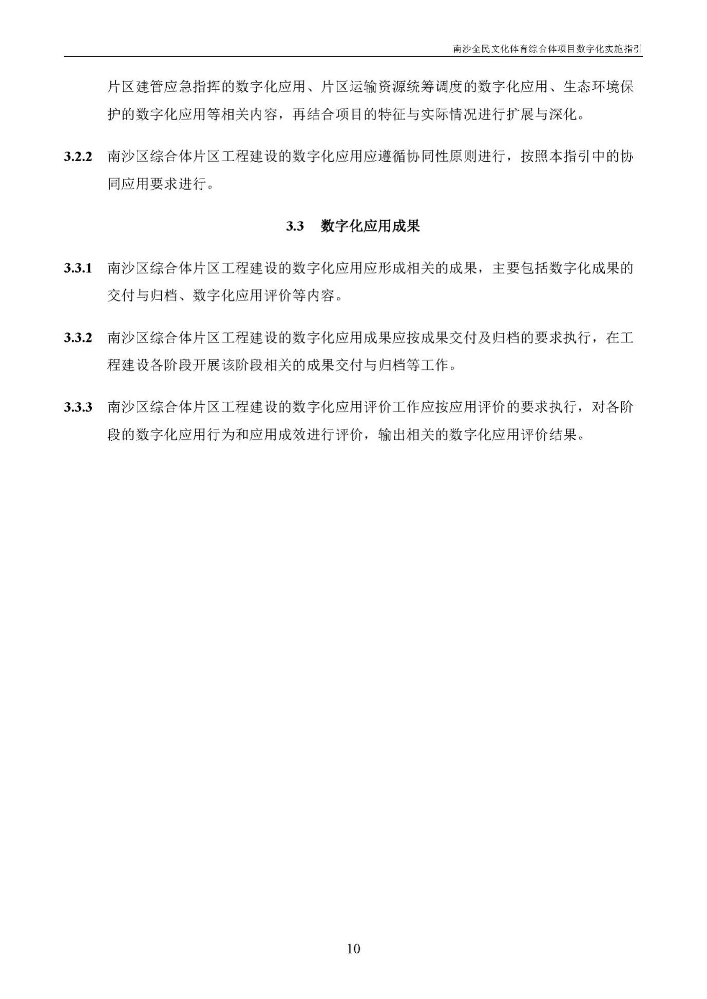 南沙全民文化体育综合体项目数字化实施指引
片区建管应急指挥的数字化应用、片区运输资源统筹调度的数字化应用、生态环境保
护的数字化应用等相关内容，再结合项目的特征与实际情况进行扩展与深化。
3.2.2 南沙区综合体片区工程建设的数字化应用应遵循协同性原则进行，按照本指引中的协
同应用要求进行。
3.3 数字化应用成果
3.3.1 南沙区综合体片区工程建设的数字化应用应形成相关的成果，主要包括数字化成果的
交付与归档、数字化应用评价等内容。
3.3.2 南沙区综合体片区工程建设的数字化应用成果应按成果交付及归档的要求执行，在工
程建设各阶段开展该阶段相关的成果交付与归档等工作。
3.3.3 南沙区综合体片区工程建设的数字化应用评价工作应按应用评价的要求执行，对各阶
段的数字化应用行为和应用成效进行评价，输出相关的数字化应用评价结果。
10